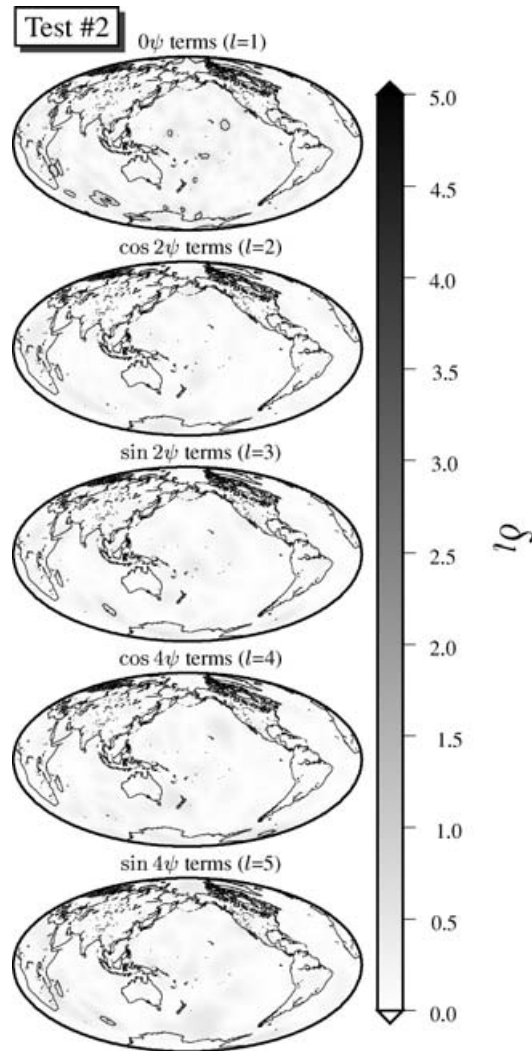 Test #2
0ψ terms (l=1)
cos 2ψ terms (l=2)
sin 2ψ terms (l=3)
cos 4ψ terms (l=4)
sin 4ψ terms (l=5)
5.0
4.5
4.0
3.5
3.0
2.5
2.0
1.5
1.0
0.5
0.0